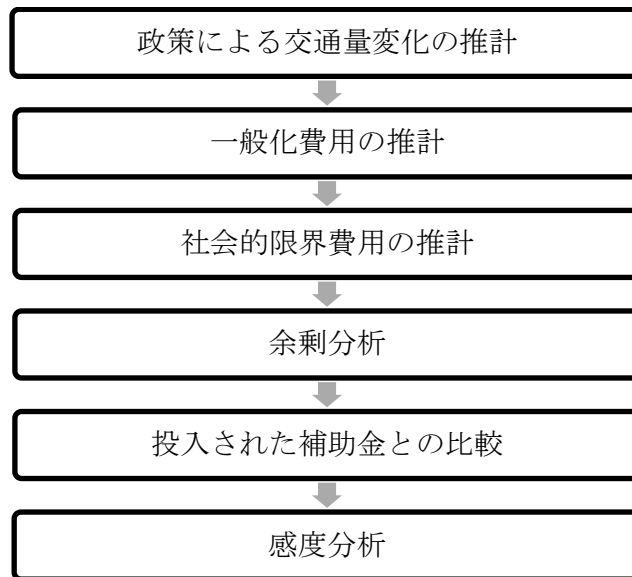 政策による交通量変化の推計
一般化費用の推計
社会的限界費用の推計
余剰分析
投入された補助金との比較
感度分析